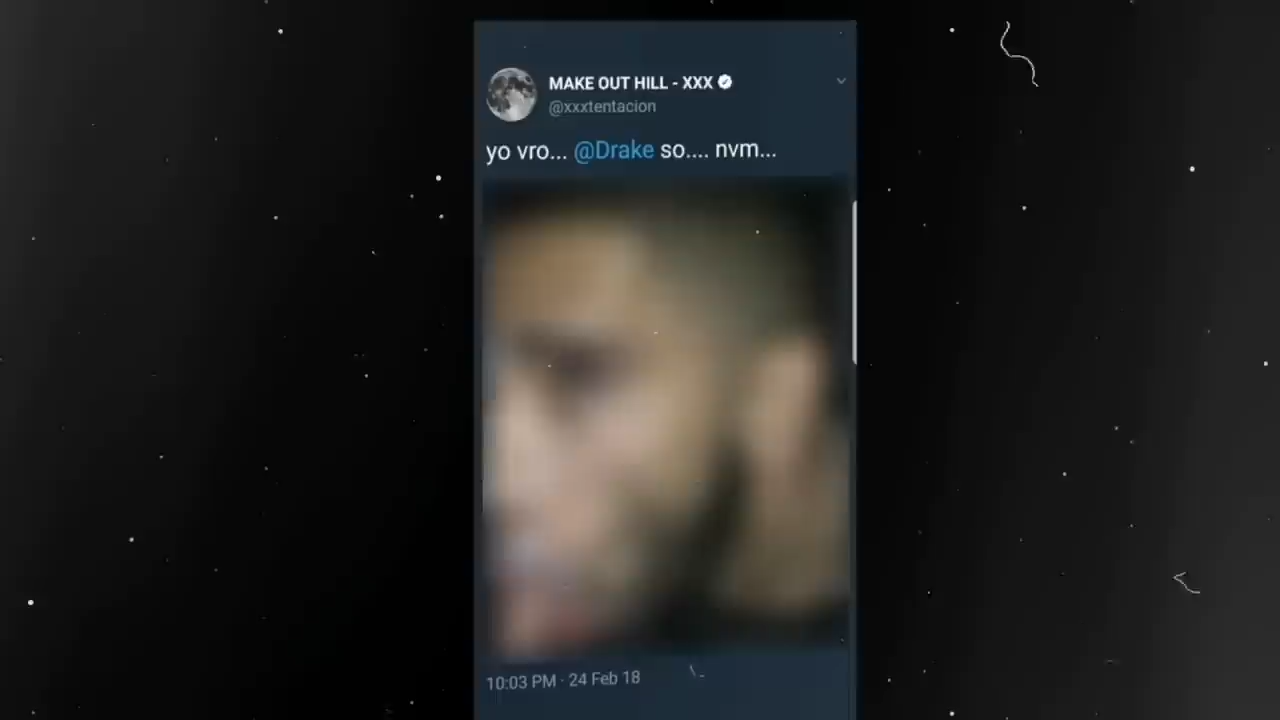 MAKE OUT HILL - XXX
@xxxtentacion
yo vro... @Drake so.... nvm...
10:03 PM · 24 Feb 18